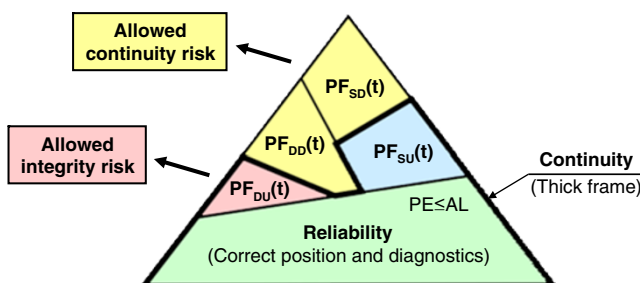 Allowed
continuity risk
Allowed
integrity risk
PF_SD(t)
PF_DD(t)
PF_SU(t)
PF_DU(t)
Continuity
(Thick frame)
PE≤AL
Reliability
(Correct position and diagnostics)